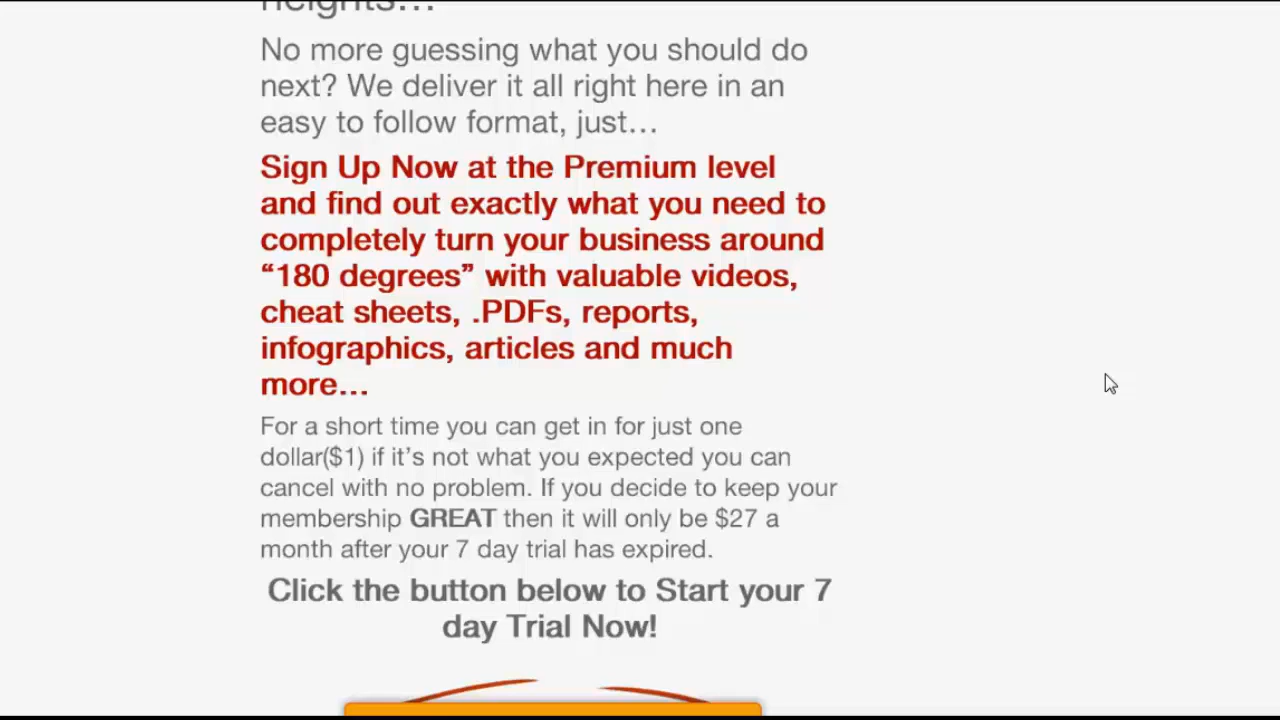 heights...
No more guessing what you should do
next? We deliver it all right here in an
easy to follow format, just...
Sign Up Now at the Premium level
and find out exactly what you need to
completely turn your business around
“180 degrees” with valuable videos,
cheat sheets, .PDFs, reports,
infographics, articles and much
more...
For a short time you can get in for just one
dollar($1) if it’s not what you expected you can
cancel with no problem. If you decide to keep your
membership GREAT then it will only be $27 a
month after your 7 day trial has expired.
Click the button below to Start your 7
day Trial Now!